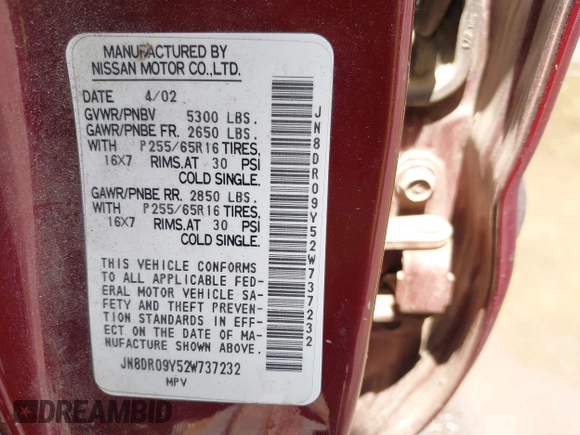 MANUFACTURED BY
NISSAN MOTOR CO.,LTD.
DATE 4/02
GVWR/PNBV 5300 LBS.
GAWR/PNBE FR. 2650 LBS.
WITH P255/65R16 TIRES,
16X7 RIMS.AT 30 PSI
COLD SINGLE.
GAWR/PNBE RR. 2850 LBS.
WITH P255/65R16 TIRES,
16X7 RIMS.AT 30 PSI
COLD SINGLE.
THIS VEHICLE CONFORMS
TO ALL APPLICABLE FED-
ERAL MOTOR VEHICLE SA-
FETY AND THEFT PREVEN-
TION STANDARDS IN EFF-
ECT ON THE DATE OF MA-
NUFACTURE SHOWN ABOVE.
JN8DR09Y52W737232
MPV
JN8DR09Y52W737232
DREAMBID